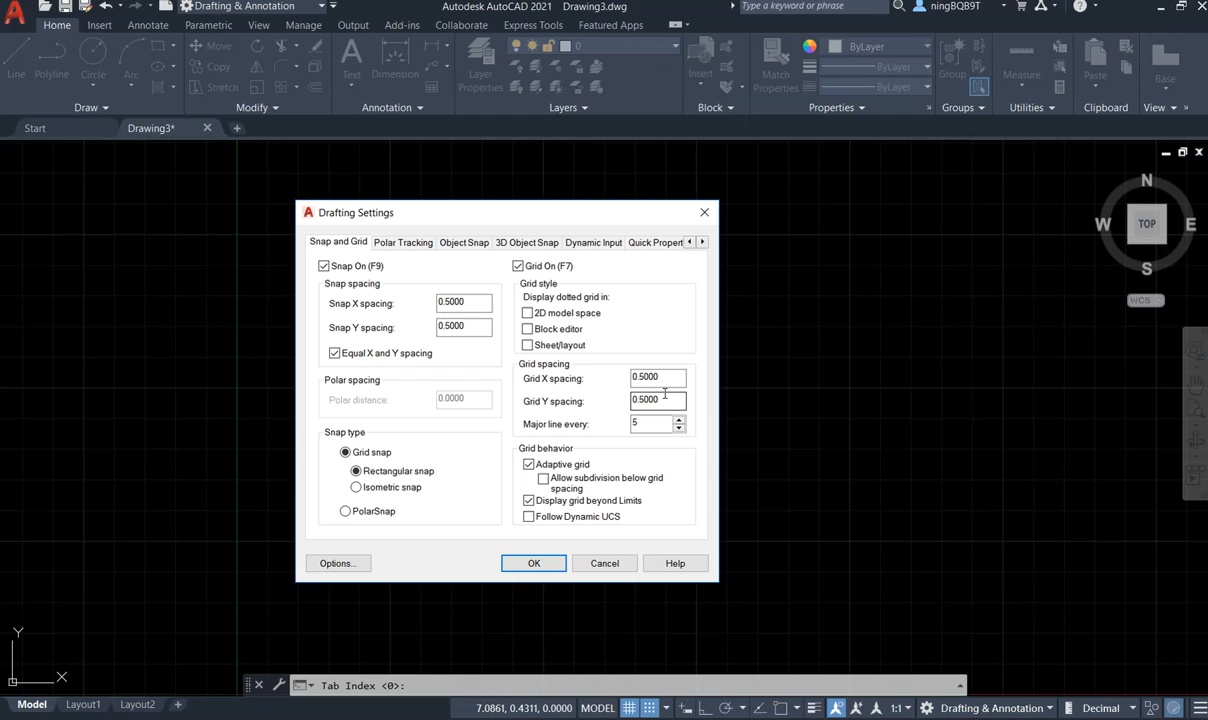 A Drafting & Annotation Autodesk AutoCAD 2021 Drawing3.dwg Type a keyword or phrase ningBQB9T
Home Insert Annotate Parametric View Manage Output Add-ins Collaborate Express Tools Featured Apps
Line Polyline Circle Arc Move Copy Stretch Text Dimension Layer Properties 0 Insert Match Properties ByLayer ByLayer ByLayer Group Measure Paste Base
Draw Modify Annotation Layers Block Properties Groups Utilities Clipboard View
Start Drawing3*
N
W TOP E
S
WCS
A Drafting Settings
Snap and Grid Polar Tracking Object Snap 3D Object Snap Dynamic Input Quick Propert
Snap On (F9)
Snap spacing
Snap X spacing: 0.5000
Snap Y spacing: 0.5000
Equal X and Y spacing
Polar spacing
Polar distance: 0.0000
Snap type
Grid snap
Rectangular snap
Isometric snap
PolarSnap
Grid On (F7)
Grid style
Display dotted grid in:
2D model space
Block editor
Sheet/layout
Grid spacing
Grid X spacing: 0.5000
Grid Y spacing: 0.5000
Major line every: 5
Grid behavior
Adaptive grid
Allow subdivision below grid
spacing
Display grid beyond Limits
Follow Dynamic UCS
Options... OK Cancel Help
Y
X
Tab Index <0>:
Model Layout1 Layout2 7.0861, 0.4311, 0.0000 MODEL 1:1 Drafting & Annotation Decimal